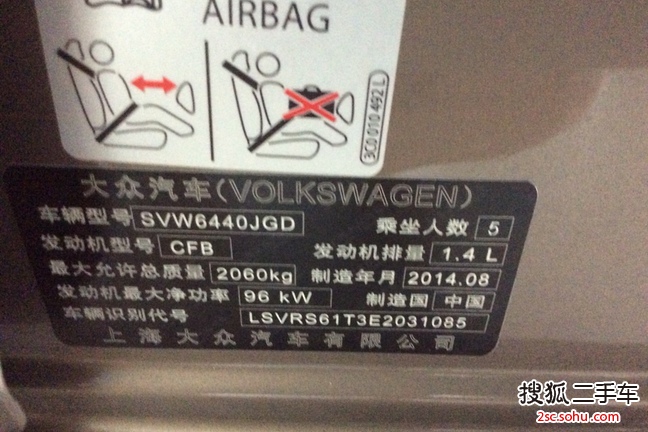 AIRBAG
3C0 010 492 L
大众汽车(VOLKSWAGEN)
车辆型号 SVW6440JGD 乘坐人数 5
发动机型号 CFB 发动机排量 1.4 L
最大允许总质量 2060kg 制造年月 2014.08
发动机最大净功率 96 kW 制造国 中国
车辆识别代号 LSVRS61T3E2031085
上海大众汽车有限公司
搜狐 二手车
2sc.sohu.com